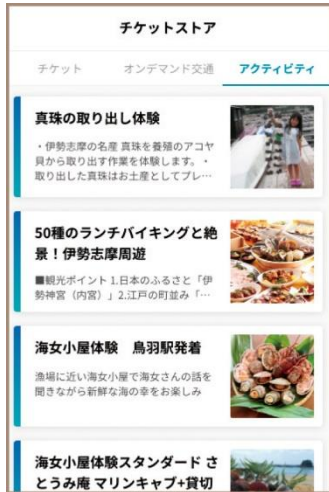 チケットストア
チケット オンデマンド交通 アクティビティ
真珠の取り出し体験
・伊勢志摩の名産 真珠を養殖のアコヤ
貝から取り出す作業を体験します。・
取り出した真珠はお土産としてプレ…
50種のランチバイキングと絶
景！伊勢志摩周遊
■観光ポイント 1.日本のふるさと「伊
勢神宮（内宮）」2.江戸の町並み「…
海女小屋体験　鳥羽駅発着
漁場に近い海女小屋で海女さんの話を
聞きながら新鮮な海の幸をお楽しみ
海女小屋体験スタンダード さ
とうみ庵 マリンキャブ+貸切